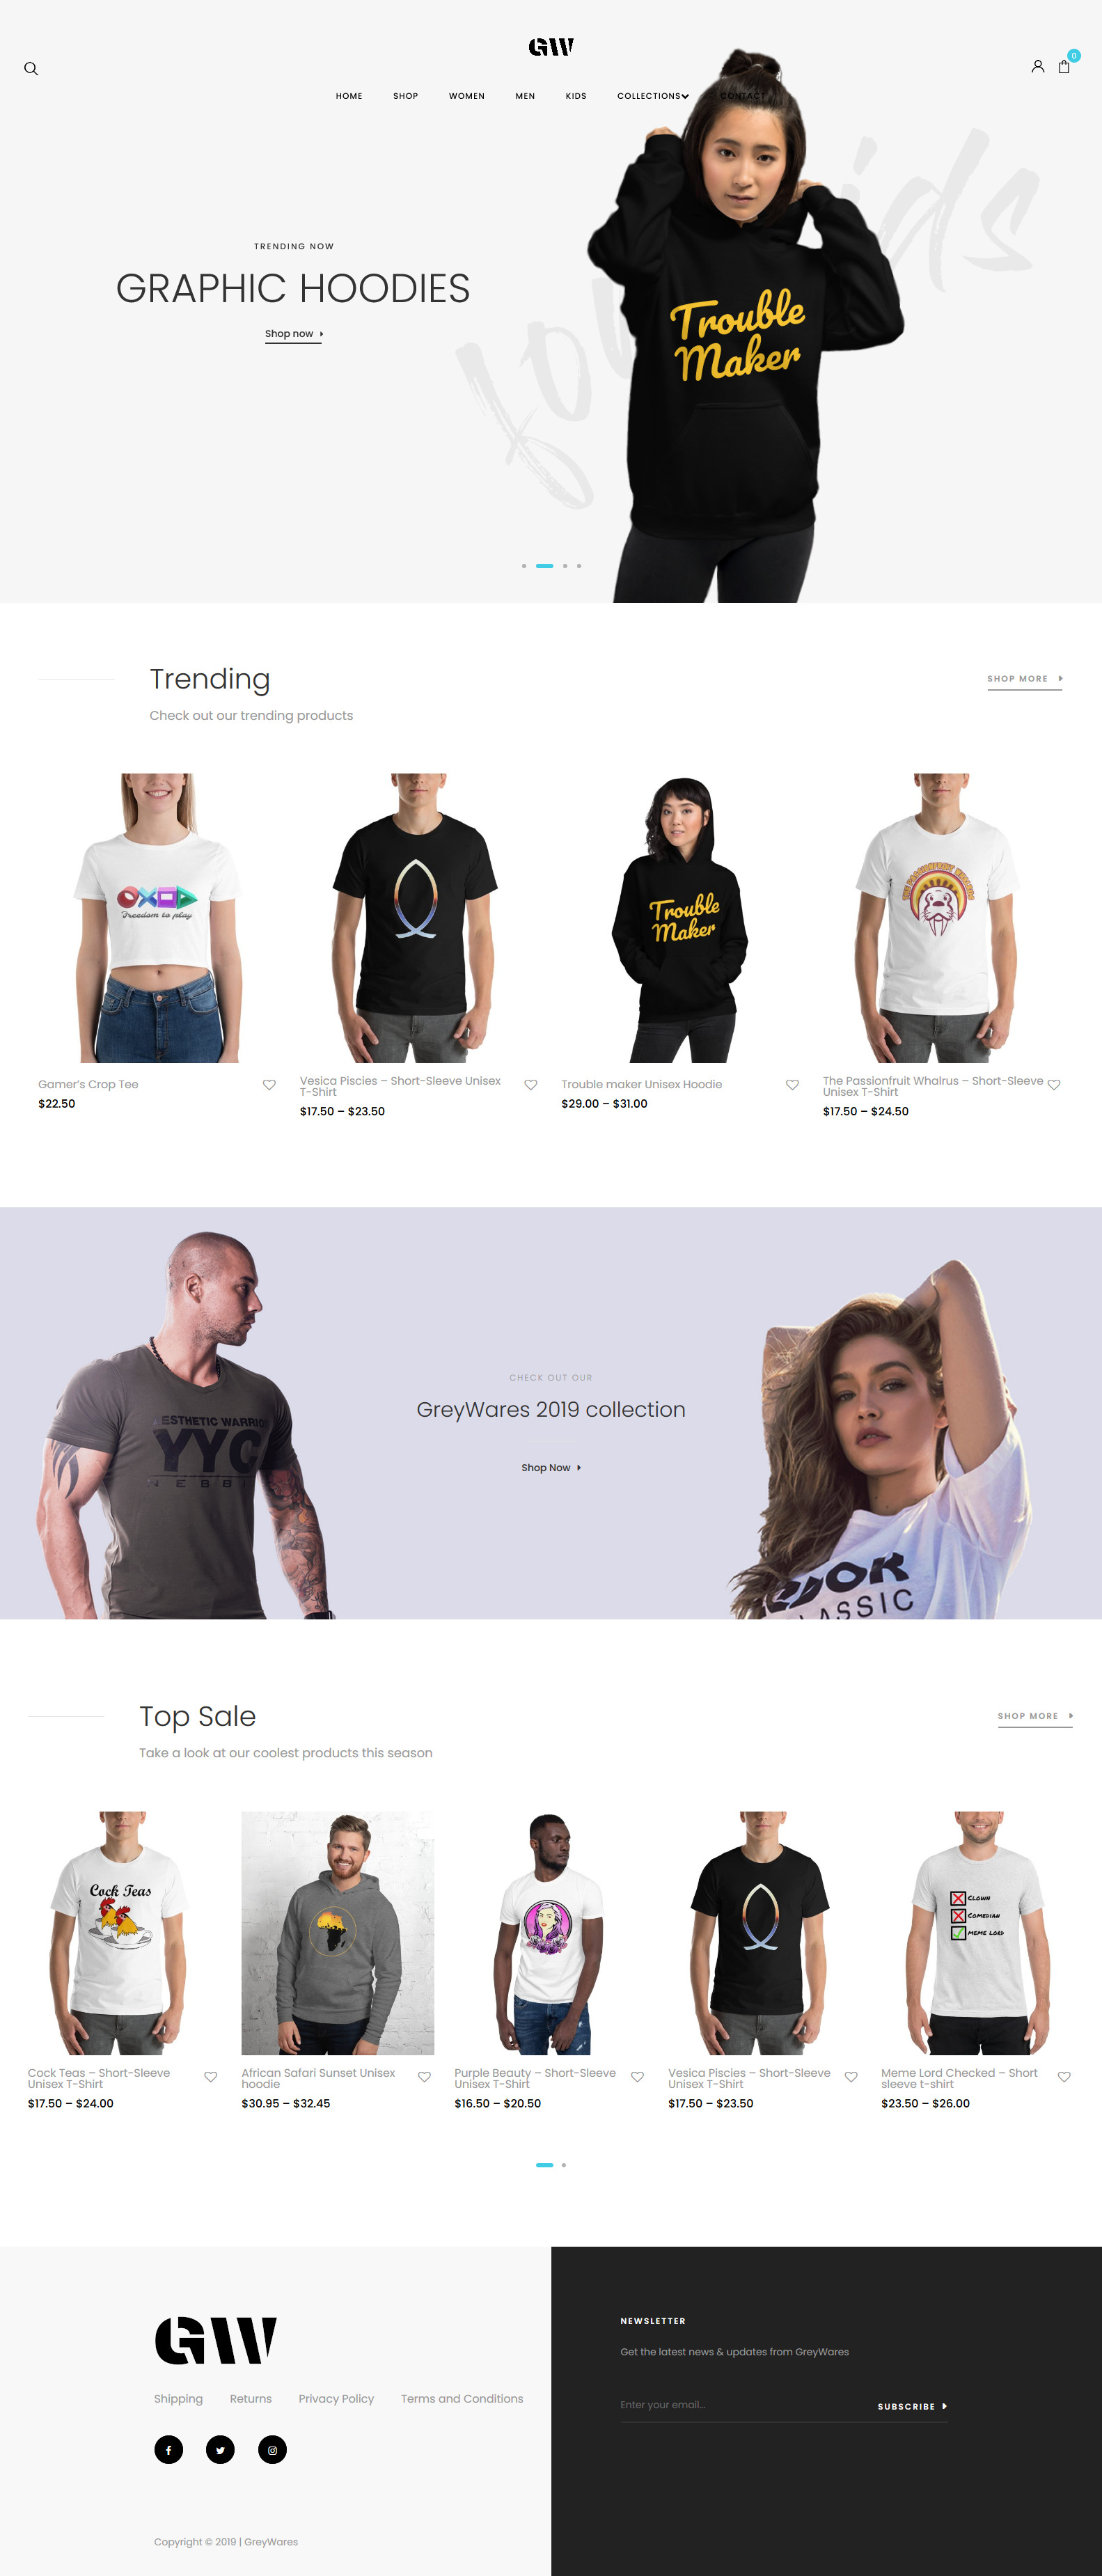 GW
0
HOME SHOP WOMEN MEN KIDS COLLECTIONS CONTACT
TRENDING NOW
GRAPHIC HOODIES
Shop now
Trouble
Maker
Trending
SHOP MORE
Check out our trending products
Freedom to play
Trouble
Maker
THE PASSIONFRUIT WHALRUS
Gamer's Crop Tee
$22.50
Vesica Piscies – Short-Sleeve Unisex
T-Shirt
$17.50 – $23.50
Trouble maker Unisex Hoodie
$29.00 – $31.00
The Passionfruit Whalrus – Short-Sleeve
Unisex T-Shirt
$17.50 – $24.50
AESTHETIC WARRIO
YYC
NEBBI
CHECK OUT OUR
GreyWares 2019 collection
Shop Now
CLASSIC
Top Sale
SHOP MORE
Take a look at our coolest products this season
Cock Teas
Clown
Comedian
Meme Lord
Cock Teas – Short-Sleeve
Unisex T-Shirt
$17.50 – $24.00
African Safari Sunset Unisex
hoodie
$30.95 – $32.45
Purple Beauty – Short-Sleeve
Unisex T-Shirt
$16.50 – $20.50
Vesica Piscies – Short-Sleeve
Unisex T-Shirt
$17.50 – $23.50
Meme Lord Checked – Short
sleeve t-shirt
$23.50 – $26.00
GW
Shipping Returns Privacy Policy Terms and Conditions
Copyright © 2019 | GreyWares
NEWSLETTER
Get the latest news & updates from GreyWares
Enter your email...
SUBSCRIBE